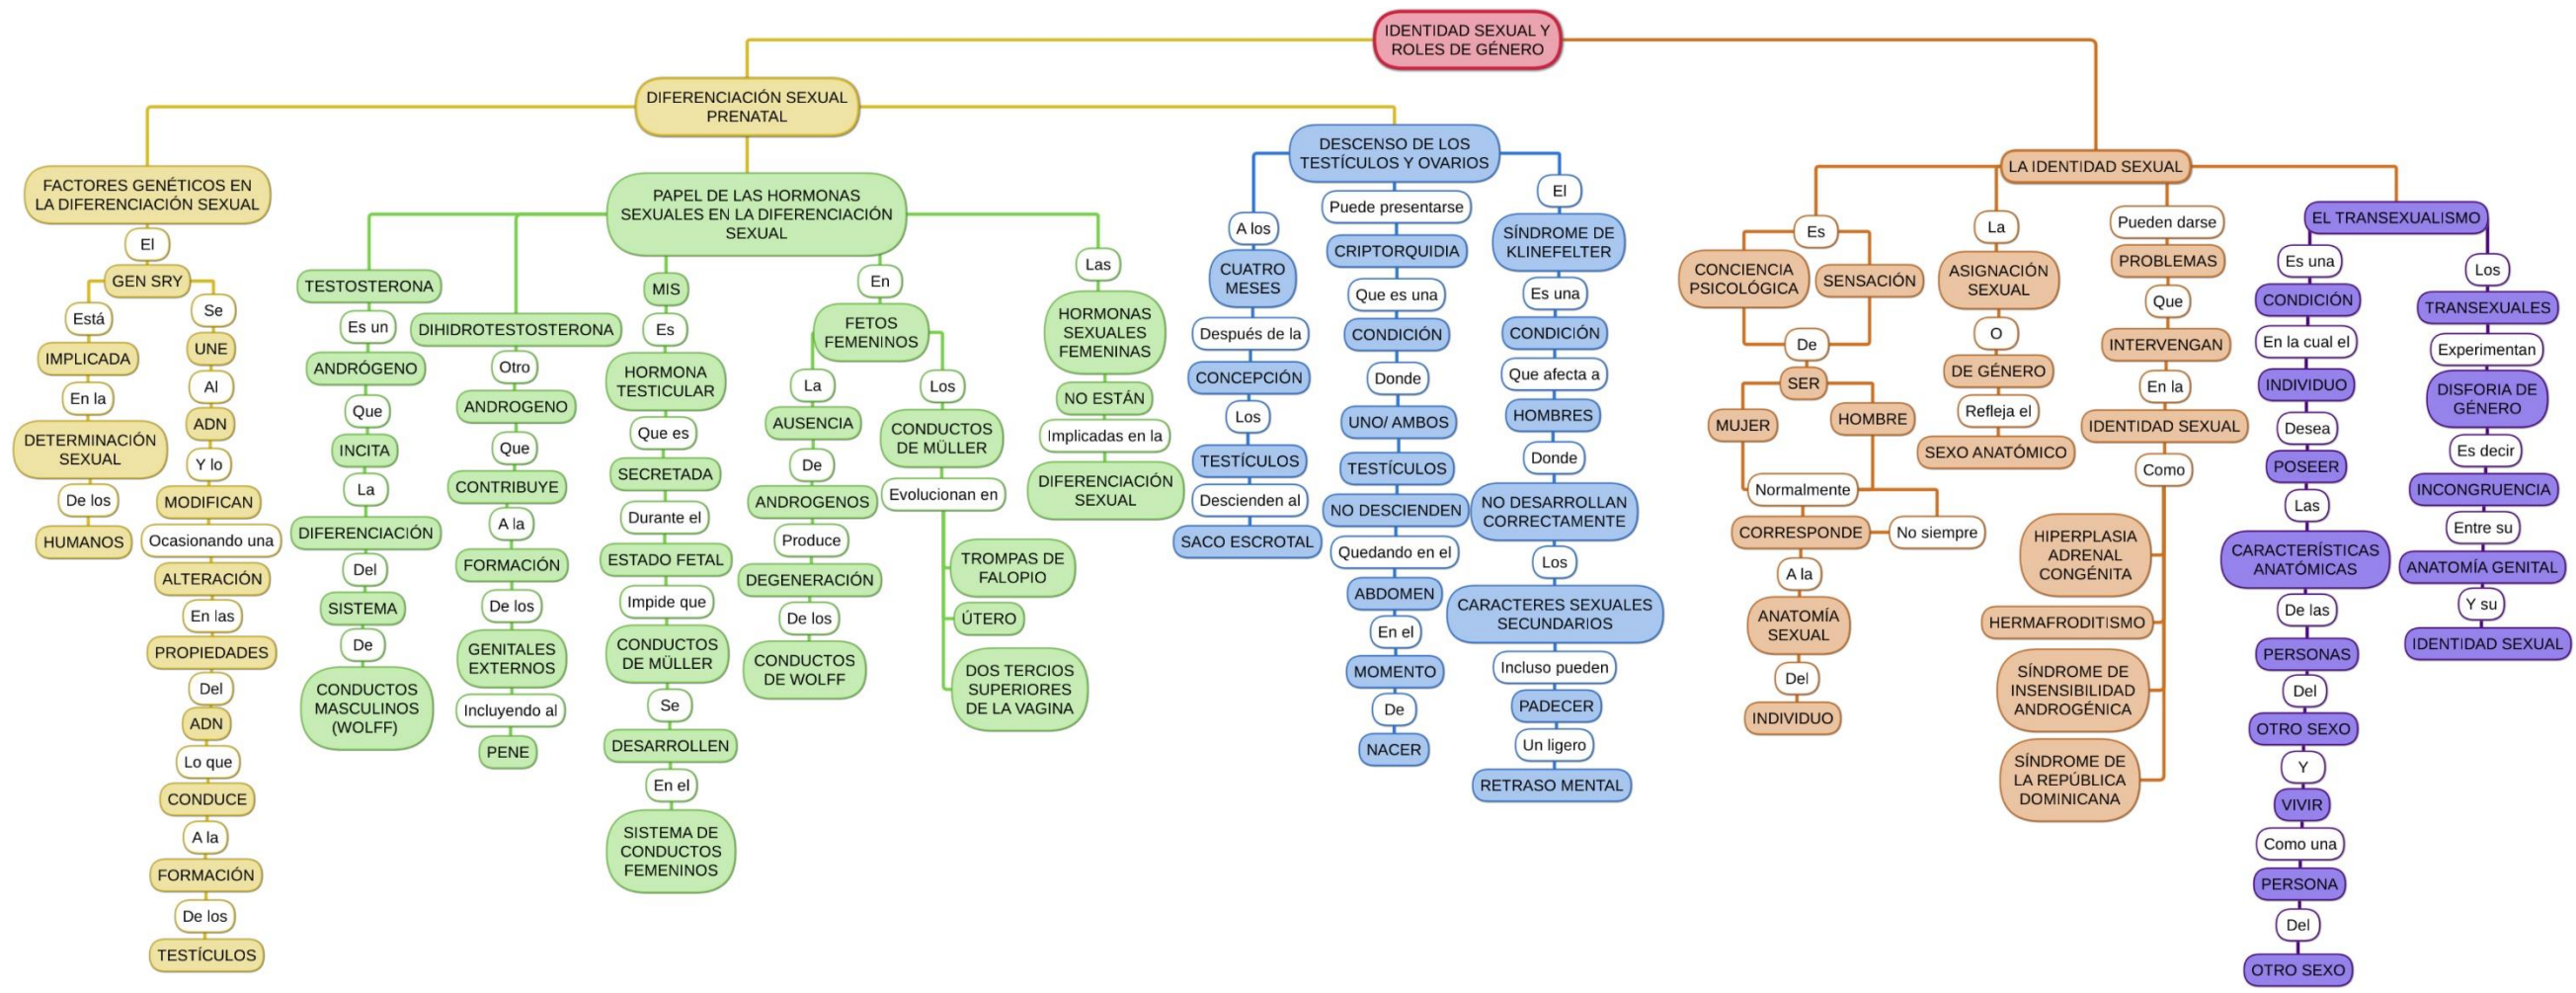 IDENTIDAD SEXUAL Y
ROLES DE GÉNERO
DIFERENCIACIÓN SEXUAL
PRENATAL
FACTORES GENÉTICOS EN
LA DIFERENCIACIÓN SEXUAL
El
GEN SRY
Está
IMPLICADA
En la
DETERMINACIÓN
SEXUAL
De los
HUMANOS
Se
UNE
Al
ADN
Y lo
MODIFICAN
Ocasionando una
ALTERACIÓN
En las
PROPIEDADES
Del
ADN
Lo que
CONDUCE
A la
FORMACIÓN
De los
TESTÍCULOS
PAPEL DE LAS HORMONAS
SEXUALES EN LA DIFERENCIACIÓN
SEXUAL
TESTOSTERONA
Es un
ANDRÓGENO
Que
INCITA
La
DIFERENCIACIÓN
Del
SISTEMA
De
CONDUCTOS
MASCULINOS
(WOLFF)
DIHIDROTESTOSTERONA
Otro
ANDROGENO
Que
CONTRIBUYE
A la
FORMACIÓN
De los
GENITALES
EXTERNOS
Incluyendo al
PENE
MIS
Es
HORMONA
TESTICULAR
Que es
SECRETADA
Durante el
ESTADO FETAL
Impide que
CONDUCTOS
DE MÜLLER
Se
DESARROLLEN
En el
SISTEMA DE
CONDUCTOS
FEMENINOS
En
FETOS
FEMENINOS
La
AUSENCIA
De
ANDROGENOS
Produce
DEGENERACIÓN
De los
CONDUCTOS
DE WOLFF
Los
CONDUCTOS
DE MÜLLER
Evolucionan en
TROMPAS DE
FALOPIO
ÚTERO
DOS TERCIOS
SUPERIORES
DE LA VAGINA
Las
HORMONAS
SEXUALES
FEMENINAS
NO ESTÁN
Implicadas en la
DIFERENCIACIÓN
SEXUAL
DESCENSO DE LOS
TESTÍCULOS Y OVARIOS
A los
CUATRO
MESES
Después de la
CONCEPCIÓN
Los
TESTÍCULOS
Descienden al
SACO ESCROTAL
Puede presentarse
CRIPTORQUIDIA
Que es una
CONDICIÓN
Donde
UNO/ AMBOS
TESTÍCULOS
NO DESCIENDEN
Quedando en el
ABDOMEN
En el
MOMENTO
De
NACER
El
SÍNDROME DE
KLINEFELTER
Es una
CONDICIÓN
Que afecta a
HOMBRES
Donde
NO DESARROLLAN
CORRECTAMENTE
Los
CARACTERES SEXUALES
SECUNDARIOS
Incluso pueden
PADECER
Un ligero
RETRASO MENTAL
LA IDENTIDAD SEXUAL
Es
CONCIENCIA
PSICOLÓGICA
SENSACIÓN
De
SER
MUJER
HOMBRE
Normalmente
CORRESPONDE
No siempre
A la
ANATOMÍA
SEXUAL
Del
INDIVIDUO
La
ASIGNACIÓN
SEXUAL
O
DE GÉNERO
Refleja el
SEXO ANATÓMICO
Pueden darse
PROBLEMAS
Que
INTERVENGAN
En la
IDENTIDAD SEXUAL
Como
HIPERPLASIA
ADRENAL
CONGÉNITA
HERMAFRODITISMO
SÍNDROME DE
INSENSIBILIDAD
ANDROGÉNICA
SÍNDROME DE
LA REPÚBLICA
DOMINICANA
EL TRANSEXUALISMO
Es una
CONDICIÓN
En la cual el
INDIVIDUO
Desea
POSEER
Las
CARACTERÍSTICAS
ANATÓMICAS
De las
PERSONAS
Del
OTRO SEXO
Y
VIVIR
Como una
PERSONA
Del
OTRO SEXO
Los
TRANSEXUALES
Experimentan
DISFORIA DE
GÉNERO
Es decir
INCONGRUENCIA
Entre su
ANATOMÍA GENITAL
Y su
IDENTIDAD SEXUAL